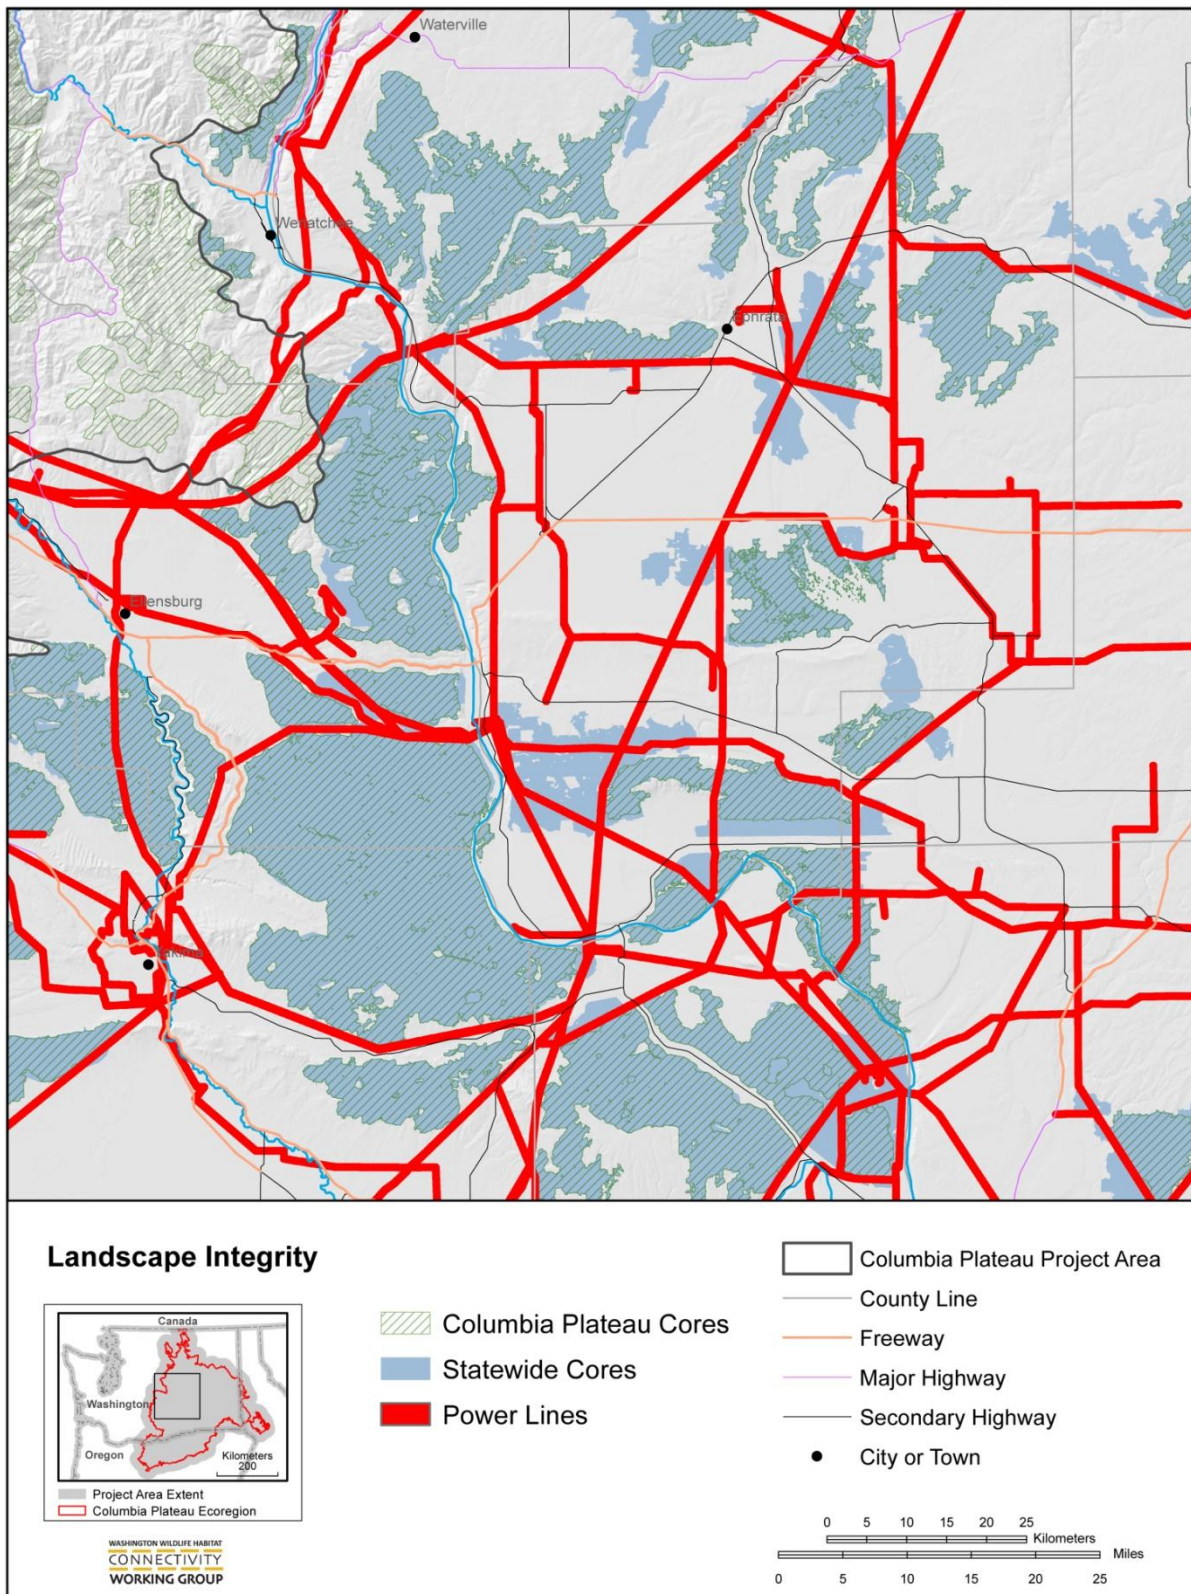 Waterville
Wenatchee
Ephrata
Ellensburg
Yakima
Landscape Integrity
Canada
Washington
Oregon
Kilometers
200
Project Area Extent
Columbia Plateau Ecoregion
WASHINGTON WILDLIFE HABITAT
CONNECTIVITY
WORKING GROUP
Columbia Plateau Cores
Statewide Cores
Power Lines
Columbia Plateau Project Area
County Line
Freeway
Major Highway
Secondary Highway
City or Town
0 5 10 15 20 25
Kilometers
Miles
0 5 10 15 20 25